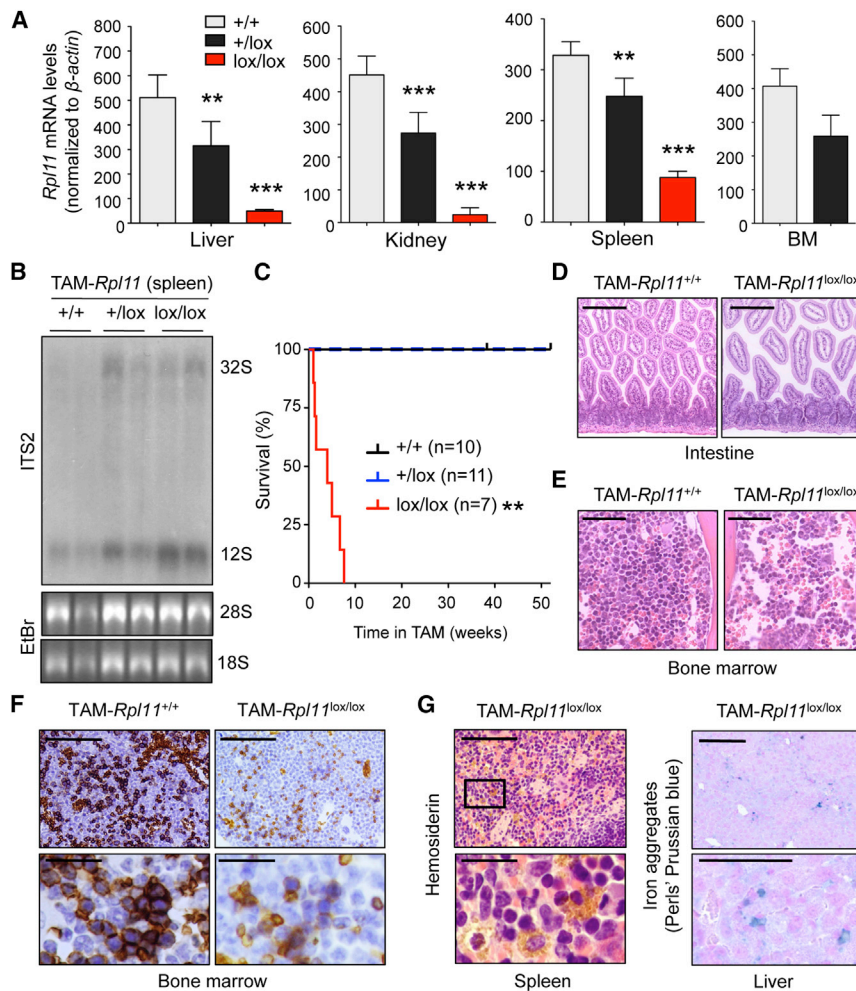 A
+/+
+/lox
lox/lox
Rpl11 mRNA levels
(normalized to β-actin)
800
600
500
400
300
200
100
0
**
***
Liver
600
500
400
300
200
100
0
***
***
Kidney
400
300
200
100
0
**
***
Spleen
600
500
400
300
200
100
0
BM
B
TAM-Rpl11 (spleen)
+/+ +/lox lox/lox
ITS2
32S
12S
EtBr
28S
18S
C
Survival (%)
100
75
50
25
0
+/+ (n=10)
+/lox (n=11)
lox/lox (n=7) **
0 10 20 30 40 50
Time in TAM (weeks)
D
TAM-Rpl11+/+ TAM-Rpl11lox/lox
Intestine
E
TAM-Rpl11+/+ TAM-Rpl11lox/lox
Bone marrow
F
TAM-Rpl11+/+ TAM-Rpl11lox/lox
Bone marrow
G
TAM-Rpl11lox/lox TAM-Rpl11lox/lox
Hemosiderin
Spleen
Iron aggregates
(Perls' Prussian blue)
Liver